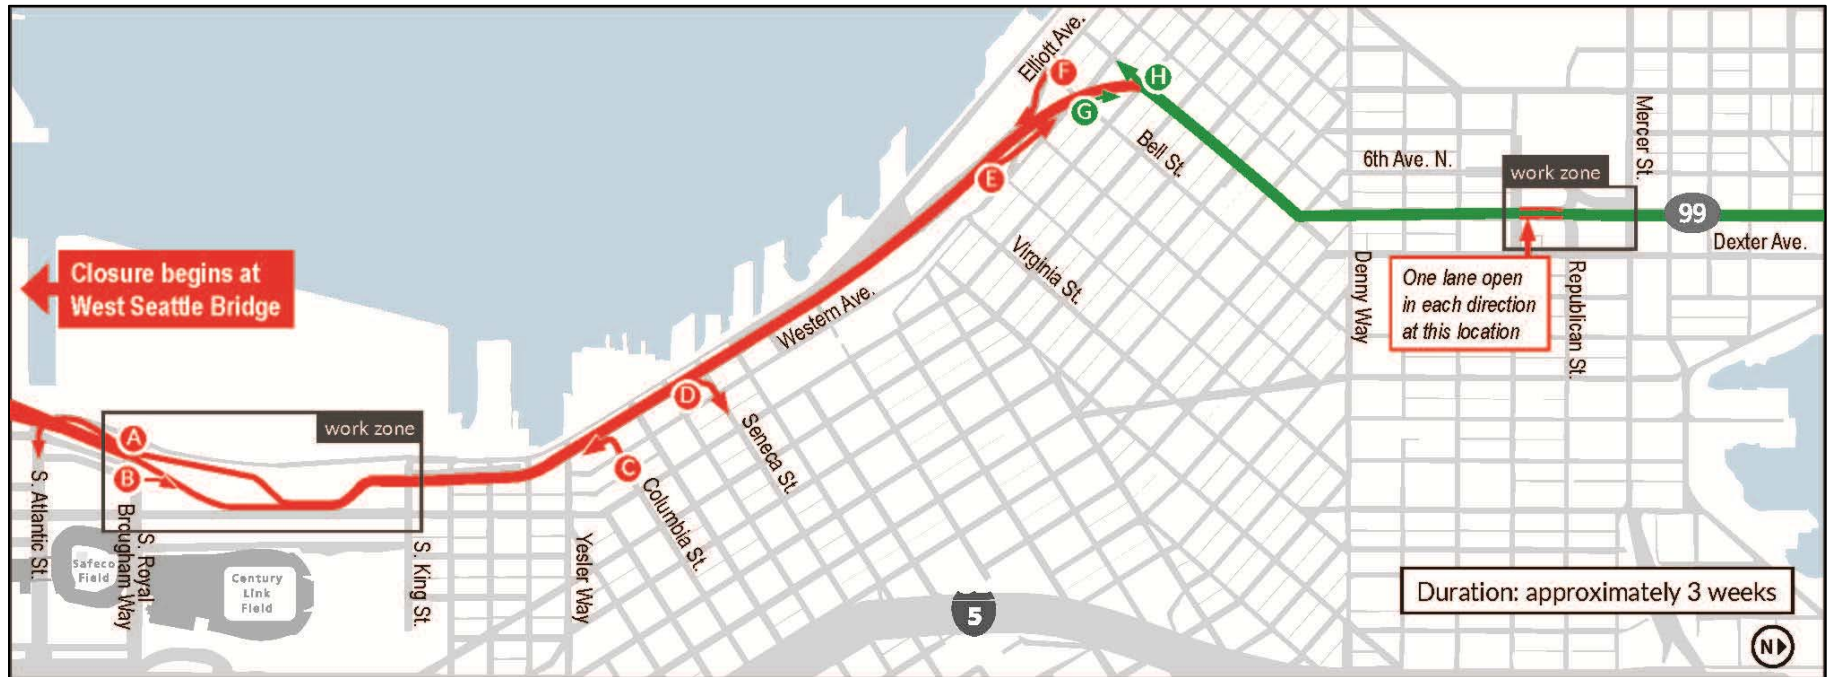 Elliott Ave.
F
H
G
E
Bell St.
6th Ave. N.
work zone
Mercer St.
99
Dexter Ave.
Closure begins at
West Seattle Bridge
Virginia St.
Denny Way
One lane open
in each direction
at this location
Republican St.
Western Ave.
D
Seneca St.
work zone
A
B
C
Columbia St.
S. Atlantic St.
S. Royal
Brougham Way
Safeco
Field
Century
Link
Field
S. King St.
Yesler Way
5
Duration: approximately 3 weeks
N